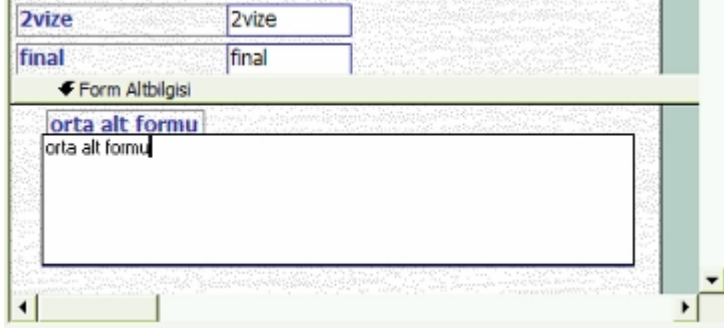 2vize 2vize
final final
Form Altbilgisi
orta alt formu
orta alt formu